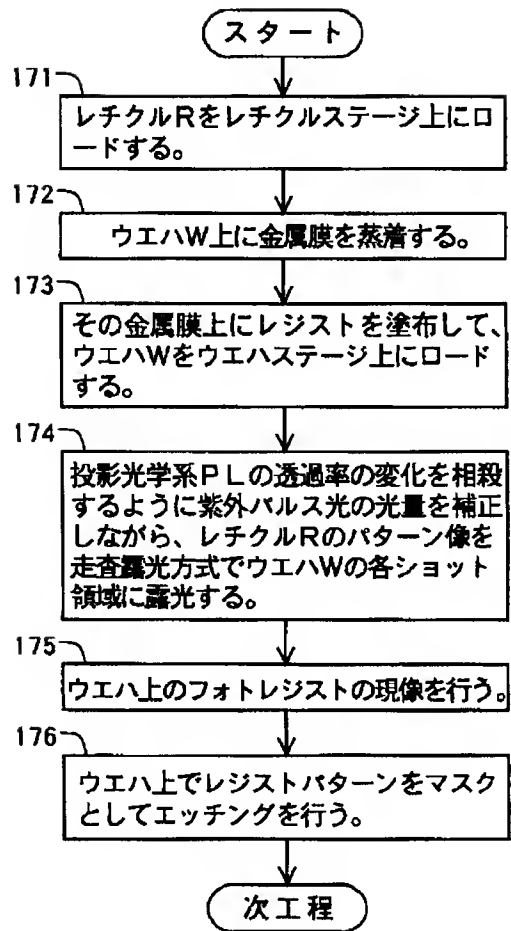 スタート
171
レチクルRをレチクルステージ上にロ
ードする。
172
ウエハW上に金属膜を蒸着する。
173
その金属膜上にレジストを塗布して、
ウエハWをウエハステージ上にロード
する。
174
投影光学系PLの透過率の変化を相殺
するように紫外パルス光の光量を補正
しながら、レチクルRのパターン像を
走査露光方式でウエハWの各ショット
領域に露光する。
175
ウエハ上のフォトレジストの現像を行う。
176
ウエハ上でレジストパターンをマスク
としてエッチングを行う。
次工程